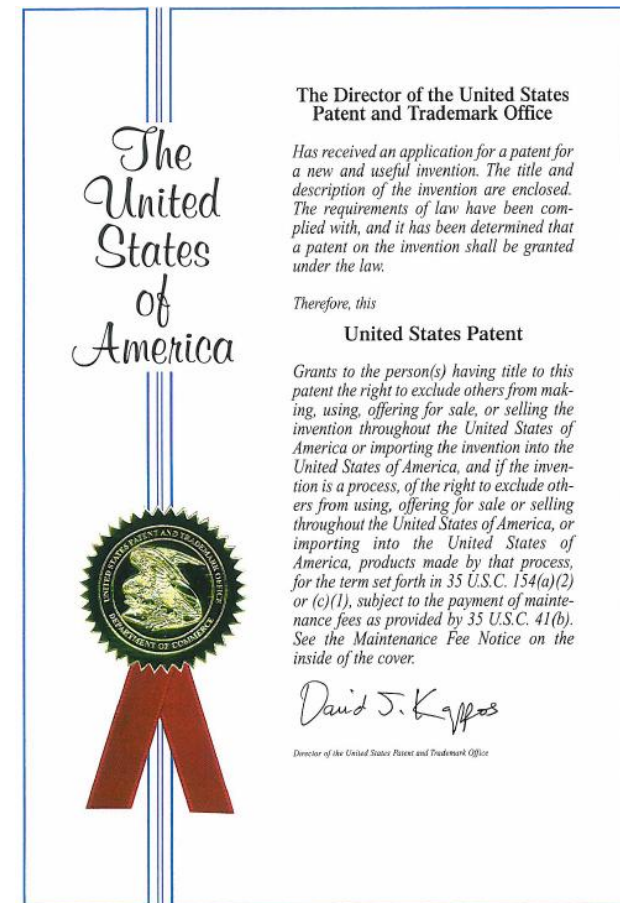 The
United
States
of
America
UNITED STATES PATENT AND TRADEMARK OFFICE
DEPARTMENT OF COMMERCE
The Director of the United States
Patent and Trademark Office
Has received an application for a patent for
a new and useful invention. The title and
description of the invention are enclosed.
The requirements of law have been com-
plied with, and it has been determined that
a patent on the invention shall be granted
under the law.
Therefore, this
United States Patent
Grants to the person(s) having title to this
patent the right to exclude others from mak-
ing, using, offering for sale, or selling the
invention throughout the United States of
America or importing the invention into the
United States of America, and if the inven-
tion is a process, of the right to exclude oth-
ers from using, offering for sale or selling
throughout the United States of America, or
importing into the United States of
America, products made by that process,
for the term set forth in 35 U.S.C. 154(a)(2)
or (c)(1), subject to the payment of mainte-
nance fees as provided by 35 U.S.C. 41(b).
See the Maintenance Fee Notice on the
inside of the cover.
David J. Kappos
Director of the United States Patent and Trademark Office